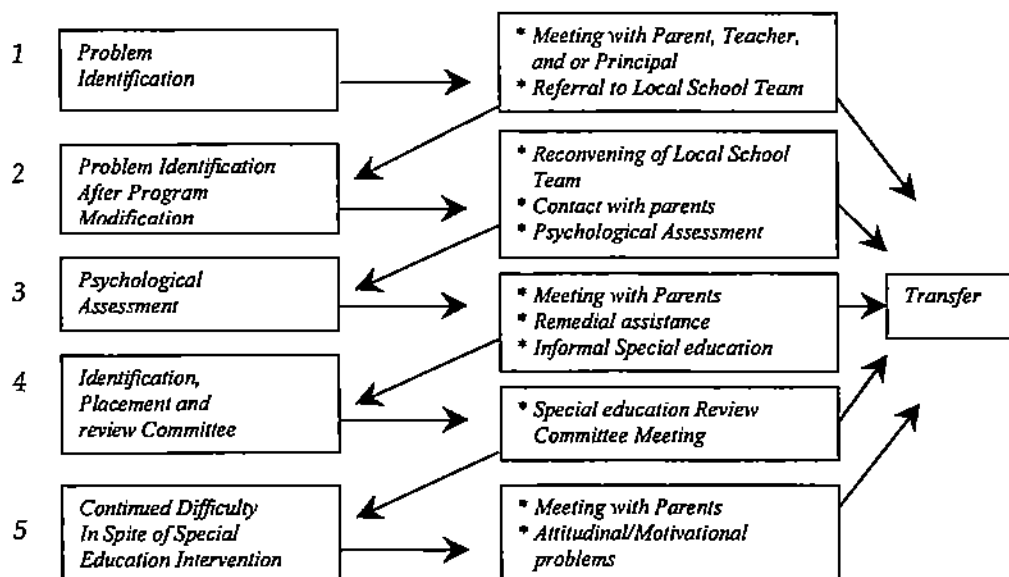 1
Problem
Identification
* Meeting with Parent, Teacher,
and or Principal
* Referral to Local School Team
2
Problem Identification
After Program
Modification
* Reconvening of Local School
Team
* Contact with parents
* Psychological Assessment
3
Psychological
Assessment
* Meeting with Parents
* Remedial assistance
* Informal Special education
Transfer
4
Identification,
Placement and
review Committee
* Special education Review
Committee Meeting
5
Continued Difficulty
In Spite of Special
Education Intervention
* Meeting with Parents
* Attitudinal/Motivational
problems